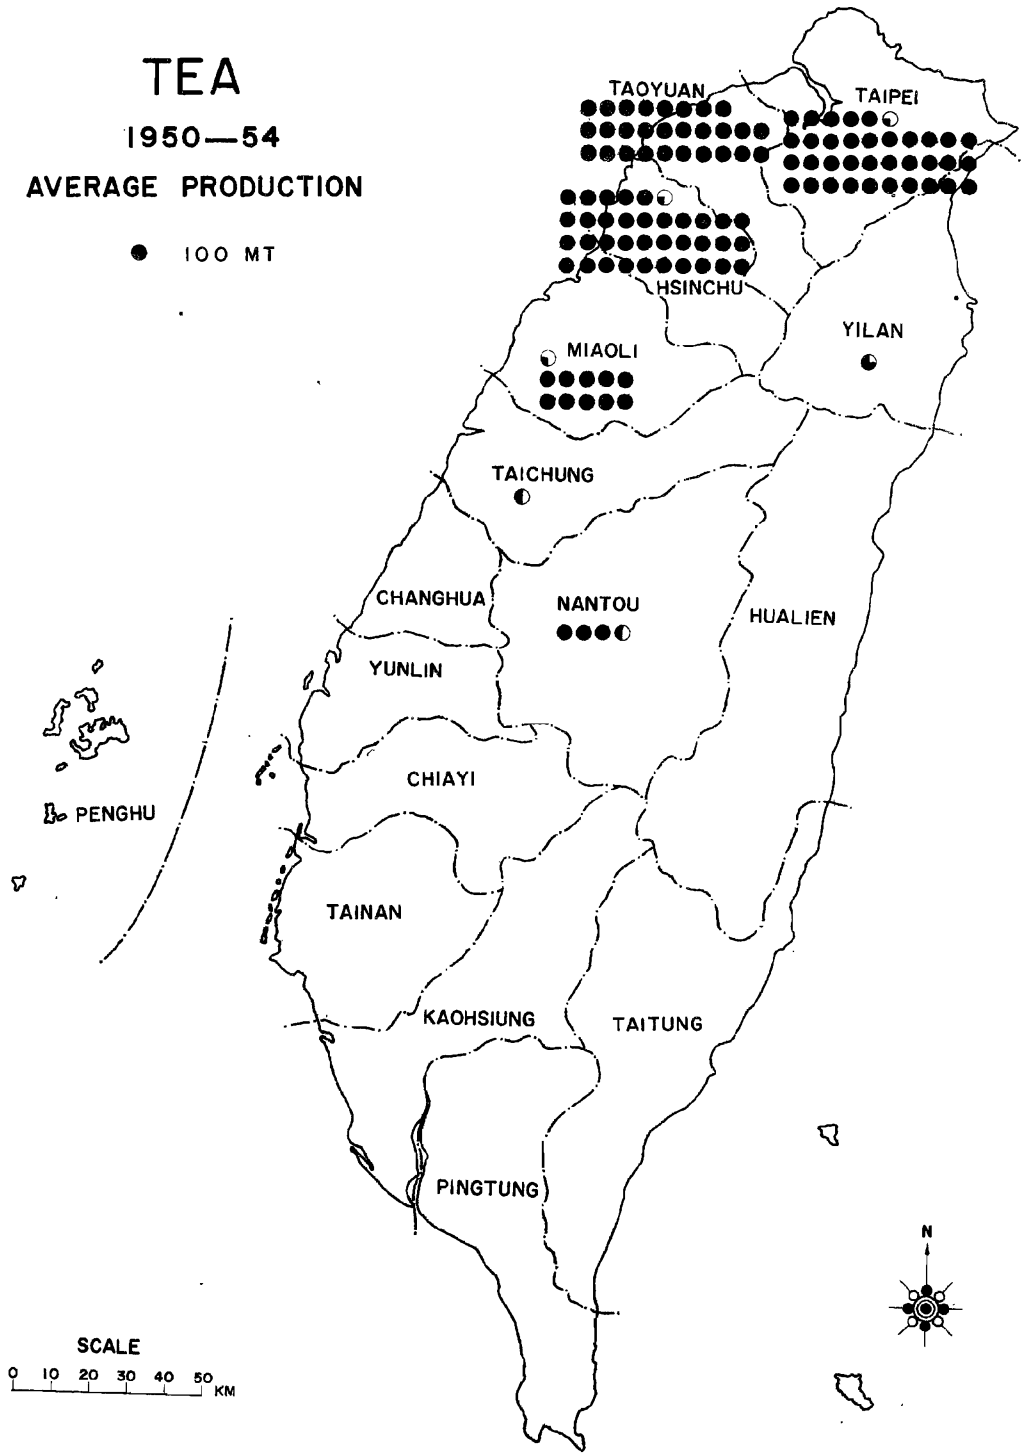 TEA
1950—54
AVERAGE PRODUCTION
100 MT
TAOYUAN
TAIPEI
HSINCHU
MIAOLI
YILAN
TAICHUNG
CHANGHUA
NANTOU
HUALIEN
YUNLIN
CHIAYI
PENGHU
TAINAN
KAOHSIUNG
TAITUNG
PINGTUNG
N
SCALE
0 10 20 30 40 50 KM